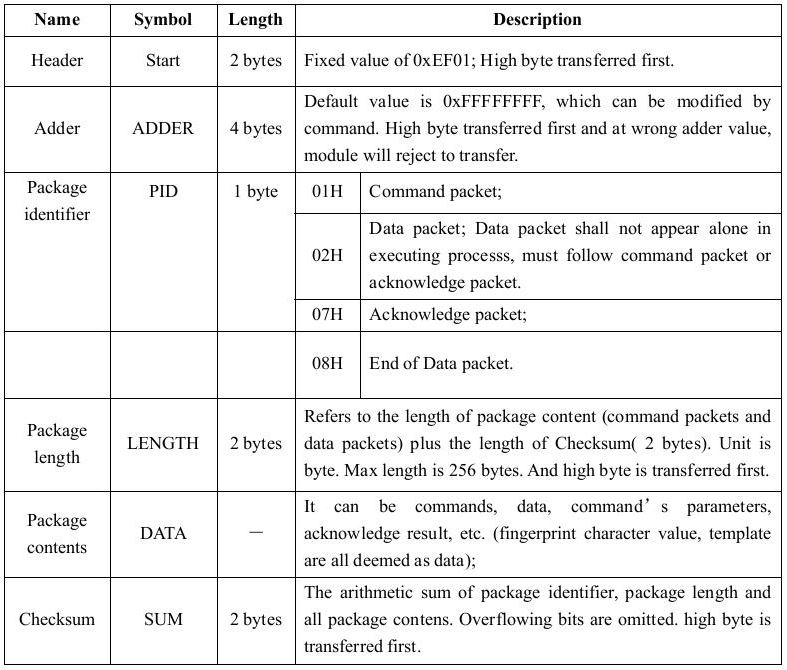 Name Symbol Length Description
Header Start 2 bytes Fixed value of 0xEF01; High byte transferred first.
Adder ADDER 4 bytes
Default value is 0xFFFFFFFF, which can be modified by
command. High byte transferred first and at wrong adder value,
module will reject to transfer.
Package
identifier
PID 1 byte
01H Command packet;
02H
Data packet; Data packet shall not appear alone in
executing processs, must follow command packet or
acknowledge packet.
07H Acknowledge packet;
08H End of Data packet.
Package
length
LENGTH 2 bytes
Refers to the length of package content (command packets and
data packets) plus the length of Checksum( 2 bytes). Unit is
byte. Max length is 256 bytes. And high byte is transferred first.
Package
contents
DATA —
It can be commands, data, command’s parameters,
acknowledge result, etc. (fingerprint character value, template
are all deemed as data);
Checksum SUM 2 bytes
The arithmetic sum of package identifier, package length and
all package contens. Overflowing bits are omitted. high byte is
transferred first.